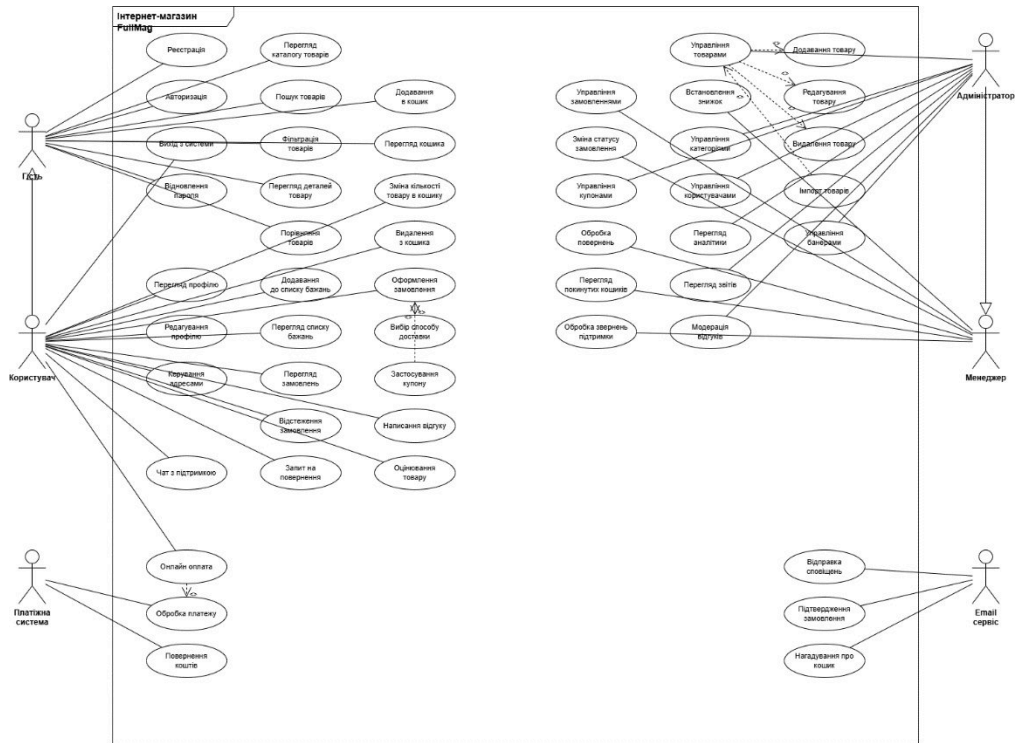 Інтернет-магазин
FullMag
Реєстрація
Перегляд
каталогу товарів
Управління
товарами
Додавання товару
Авторизація
Пошук товарів
Додавання
в кошик
Управління
замовленнями
Встановлення
знижок
Редагування
товару
Адміністратор
Вихід з системи
Фільтрація
товарів
Перегляд кошика
Зміна статусу
замовлення
Управління
категоріями
Видалення товару
Гість
Відновлення
пароля
Перегляд деталей
товару
Зміна кількості
товару в кошику
Управління
купонами
Управління
користувачами
Імпорт товарів
Порівняння
товарів
Видалення
з кошика
Обробка
повернень
Перегляд
аналітики
Управління
банерами
Перегляд профілю
Додавання
до списку бажань
Оформлення
замовлення
Перегляд
покинутих кошиків
Перегляд звітів
Редагування
профілю
Перегляд списку
бажань
Вибір способу
доставки
Обробка звернень
підтримки
Модерація
відгуків
Користувач
Керування
адресами
Перегляд
замовлень
Застосування
купону
Менеджер
Відстеження
замовлення
Написання відгуку
Чат з підтримкою
Запит на
повернення
Оцінювання
товару
Онлайн оплата
Відправка
сповіщень
Платіжна
система
Обробка платежу
Підтвердження
замовлення
Email
сервіс
Повернення
коштів
Нагадування про
кошик